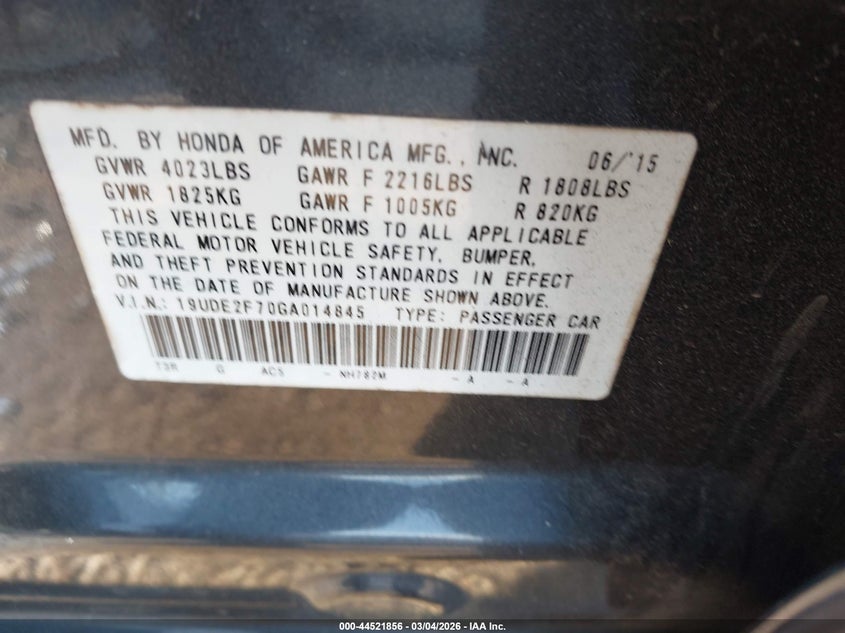 MFD. BY HONDA OF AMERICA MFG., INC. 06/'15
GVWR 4023LBS GAWR F 2216LBS R 1808LBS
GVWR 1825KG GAWR F 1005KG R 820KG
THIS VEHICLE CONFORMS TO ALL APPLICABLE
FEDERAL MOTOR VEHICLE SAFETY, BUMPER,
AND THEFT PREVENTION STANDARDS IN EFFECT
ON THE DATE OF MANUFACTURE SHOWN ABOVE.
V.I.N.: 19UDE2F70GA014845 TYPE: PASSENGER CAR
T3R G AC5 - NH782M - A - A
000-44521856 - 03/04/2026 - IAA Inc.